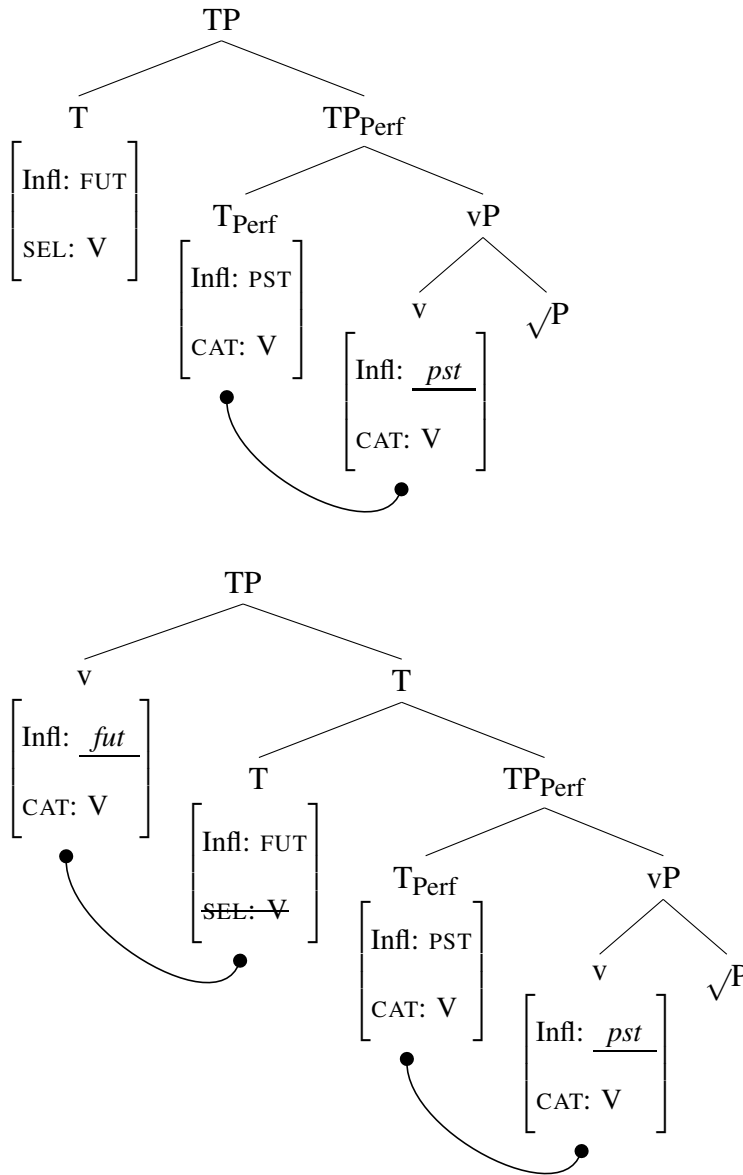 TP
T TP_Perf
Infl: FUT
SEL: V
T_Perf vP
Infl: PST
CAT: V
v √P
Infl: pst
CAT: V
TP
v T
Infl: fut
CAT: V
T TP_Perf
Infl: FUT
SEL: V
T_Perf vP
Infl: PST
CAT: V
v √P
Infl: pst
CAT: V